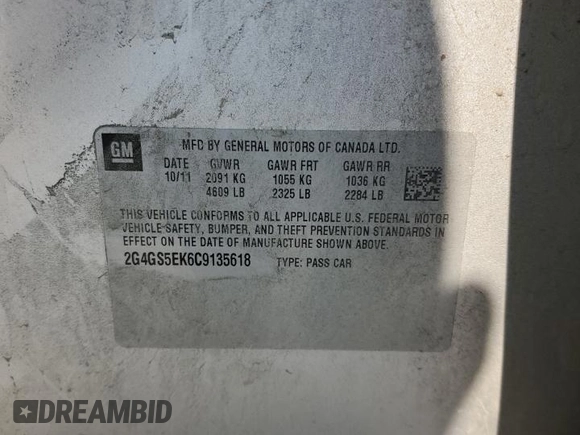 GM
MFD BY GENERAL MOTORS OF CANADA LTD.
DATE GVWR GAWR FRT GAWR RR
10/11 2091 KG 1055 KG 1036 KG
4609 LB 2325 LB 2284 LB
THIS VEHICLE CONFORMS TO ALL APPLICABLE U.S. FEDERAL MOTOR
VEHICLE SAFETY, BUMPER, AND THEFT PREVENTION STANDARDS IN
EFFECT ON THE DATE OF MANUFACTURE SHOWN ABOVE.
2G4GS5EK6C9135618 TYPE: PASS CAR
DREAMBID